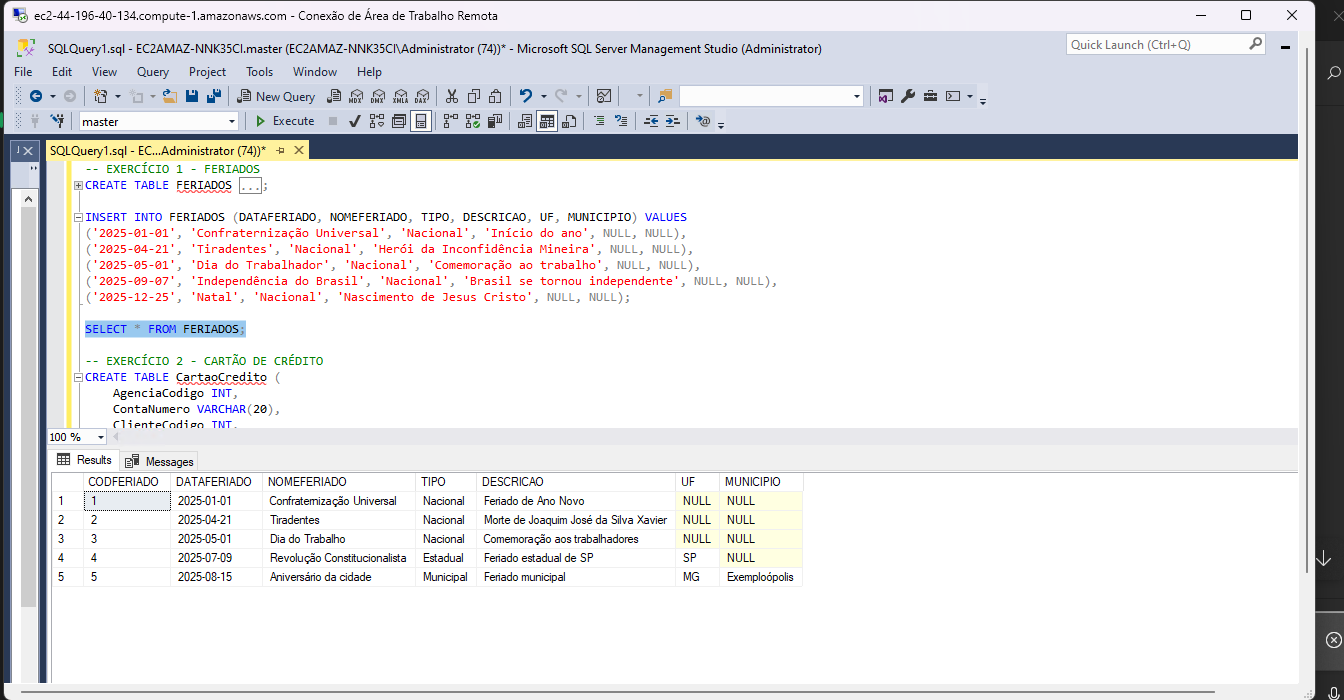 ec2-44-196-40-134.compute-1.amazonaws.com - Conexão de Área de Trabalho Remota
SQLQuery1.sql - EC2AMAZ-NNK35CI.master (EC2AMAZ-NNK35CI\Administrator (74))* - Microsoft SQL Server Management Studio (Administrator)
Quick Launch (Ctrl+Q)
File Edit View Query Project Tools Window Help
New Query MDX DMX XMLA DAX
master Execute
SQLQuery1.sql - EC...Administrator (74))*
-- EXERCÍCIO 1 - FERIADOS
CREATE TABLE FERIADOS ...;
INSERT INTO FERIADOS (DATAFERIADO, NOMEFERIADO, TIPO, DESCRICAO, UF, MUNICIPIO) VALUES
('2025-01-01', 'Confraternização Universal', 'Nacional', 'Início do ano', NULL, NULL),
('2025-04-21', 'Tiradentes', 'Nacional', 'Herói da Inconfidência Mineira', NULL, NULL),
('2025-05-01', 'Dia do Trabalhador', 'Nacional', 'Comemoração ao trabalho', NULL, NULL),
('2025-09-07', 'Independência do Brasil', 'Nacional', 'Brasil se tornou independente', NULL, NULL),
('2025-12-25', 'Natal', 'Nacional', 'Nascimento de Jesus Cristo', NULL, NULL);
SELECT * FROM FERIADOS;
-- EXERCÍCIO 2 - CARTÃO DE CRÉDITO
CREATE TABLE CartaoCredito (
AgenciaCodigo INT,
ContaNumero VARCHAR(20),
ClienteCodigo INT,
100 %
Results Messages
CODFERIADO DATAFERIADO NOMEFERIADO TIPO DESCRICAO UF MUNICIPIO
1 1 2025-01-01 Confraternização Universal Nacional Feriado de Ano Novo NULL NULL
2 2 2025-04-21 Tiradentes Nacional Morte de Joaquim José da Silva Xavier NULL NULL
3 3 2025-05-01 Dia do Trabalho Nacional Comemoração aos trabalhadores NULL NULL
4 4 2025-07-09 Revolução Constitucionalista Estadual Feriado estadual de SP SP NULL
5 5 2025-08-15 Aniversário da cidade Municipal Feriado municipal MG Exemplópolis